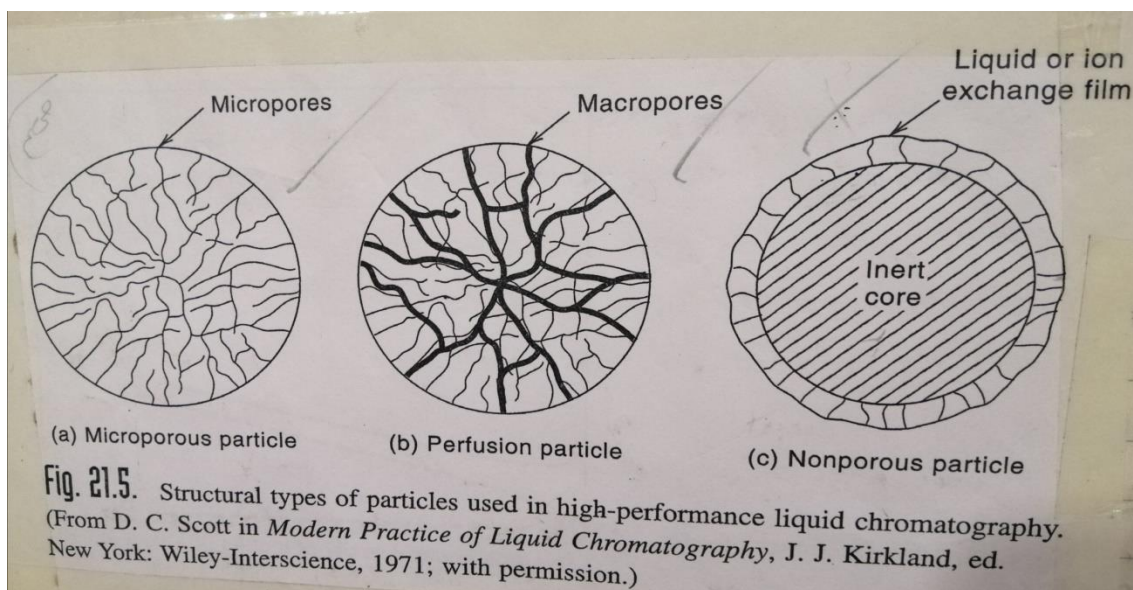 Micropores
Macropores
Liquid or ion
exchange film
Inert
core
(a) Microporous particle
(b) Perfusion particle
(c) Nonporous particle
Fig. 21.5. Structural types of particles used in high-performance liquid chromatography.
(From D. C. Scott in Modern Practice of Liquid Chromatography, J. J. Kirkland, ed.
New York: Wiley-Interscience, 1971; with permission.)